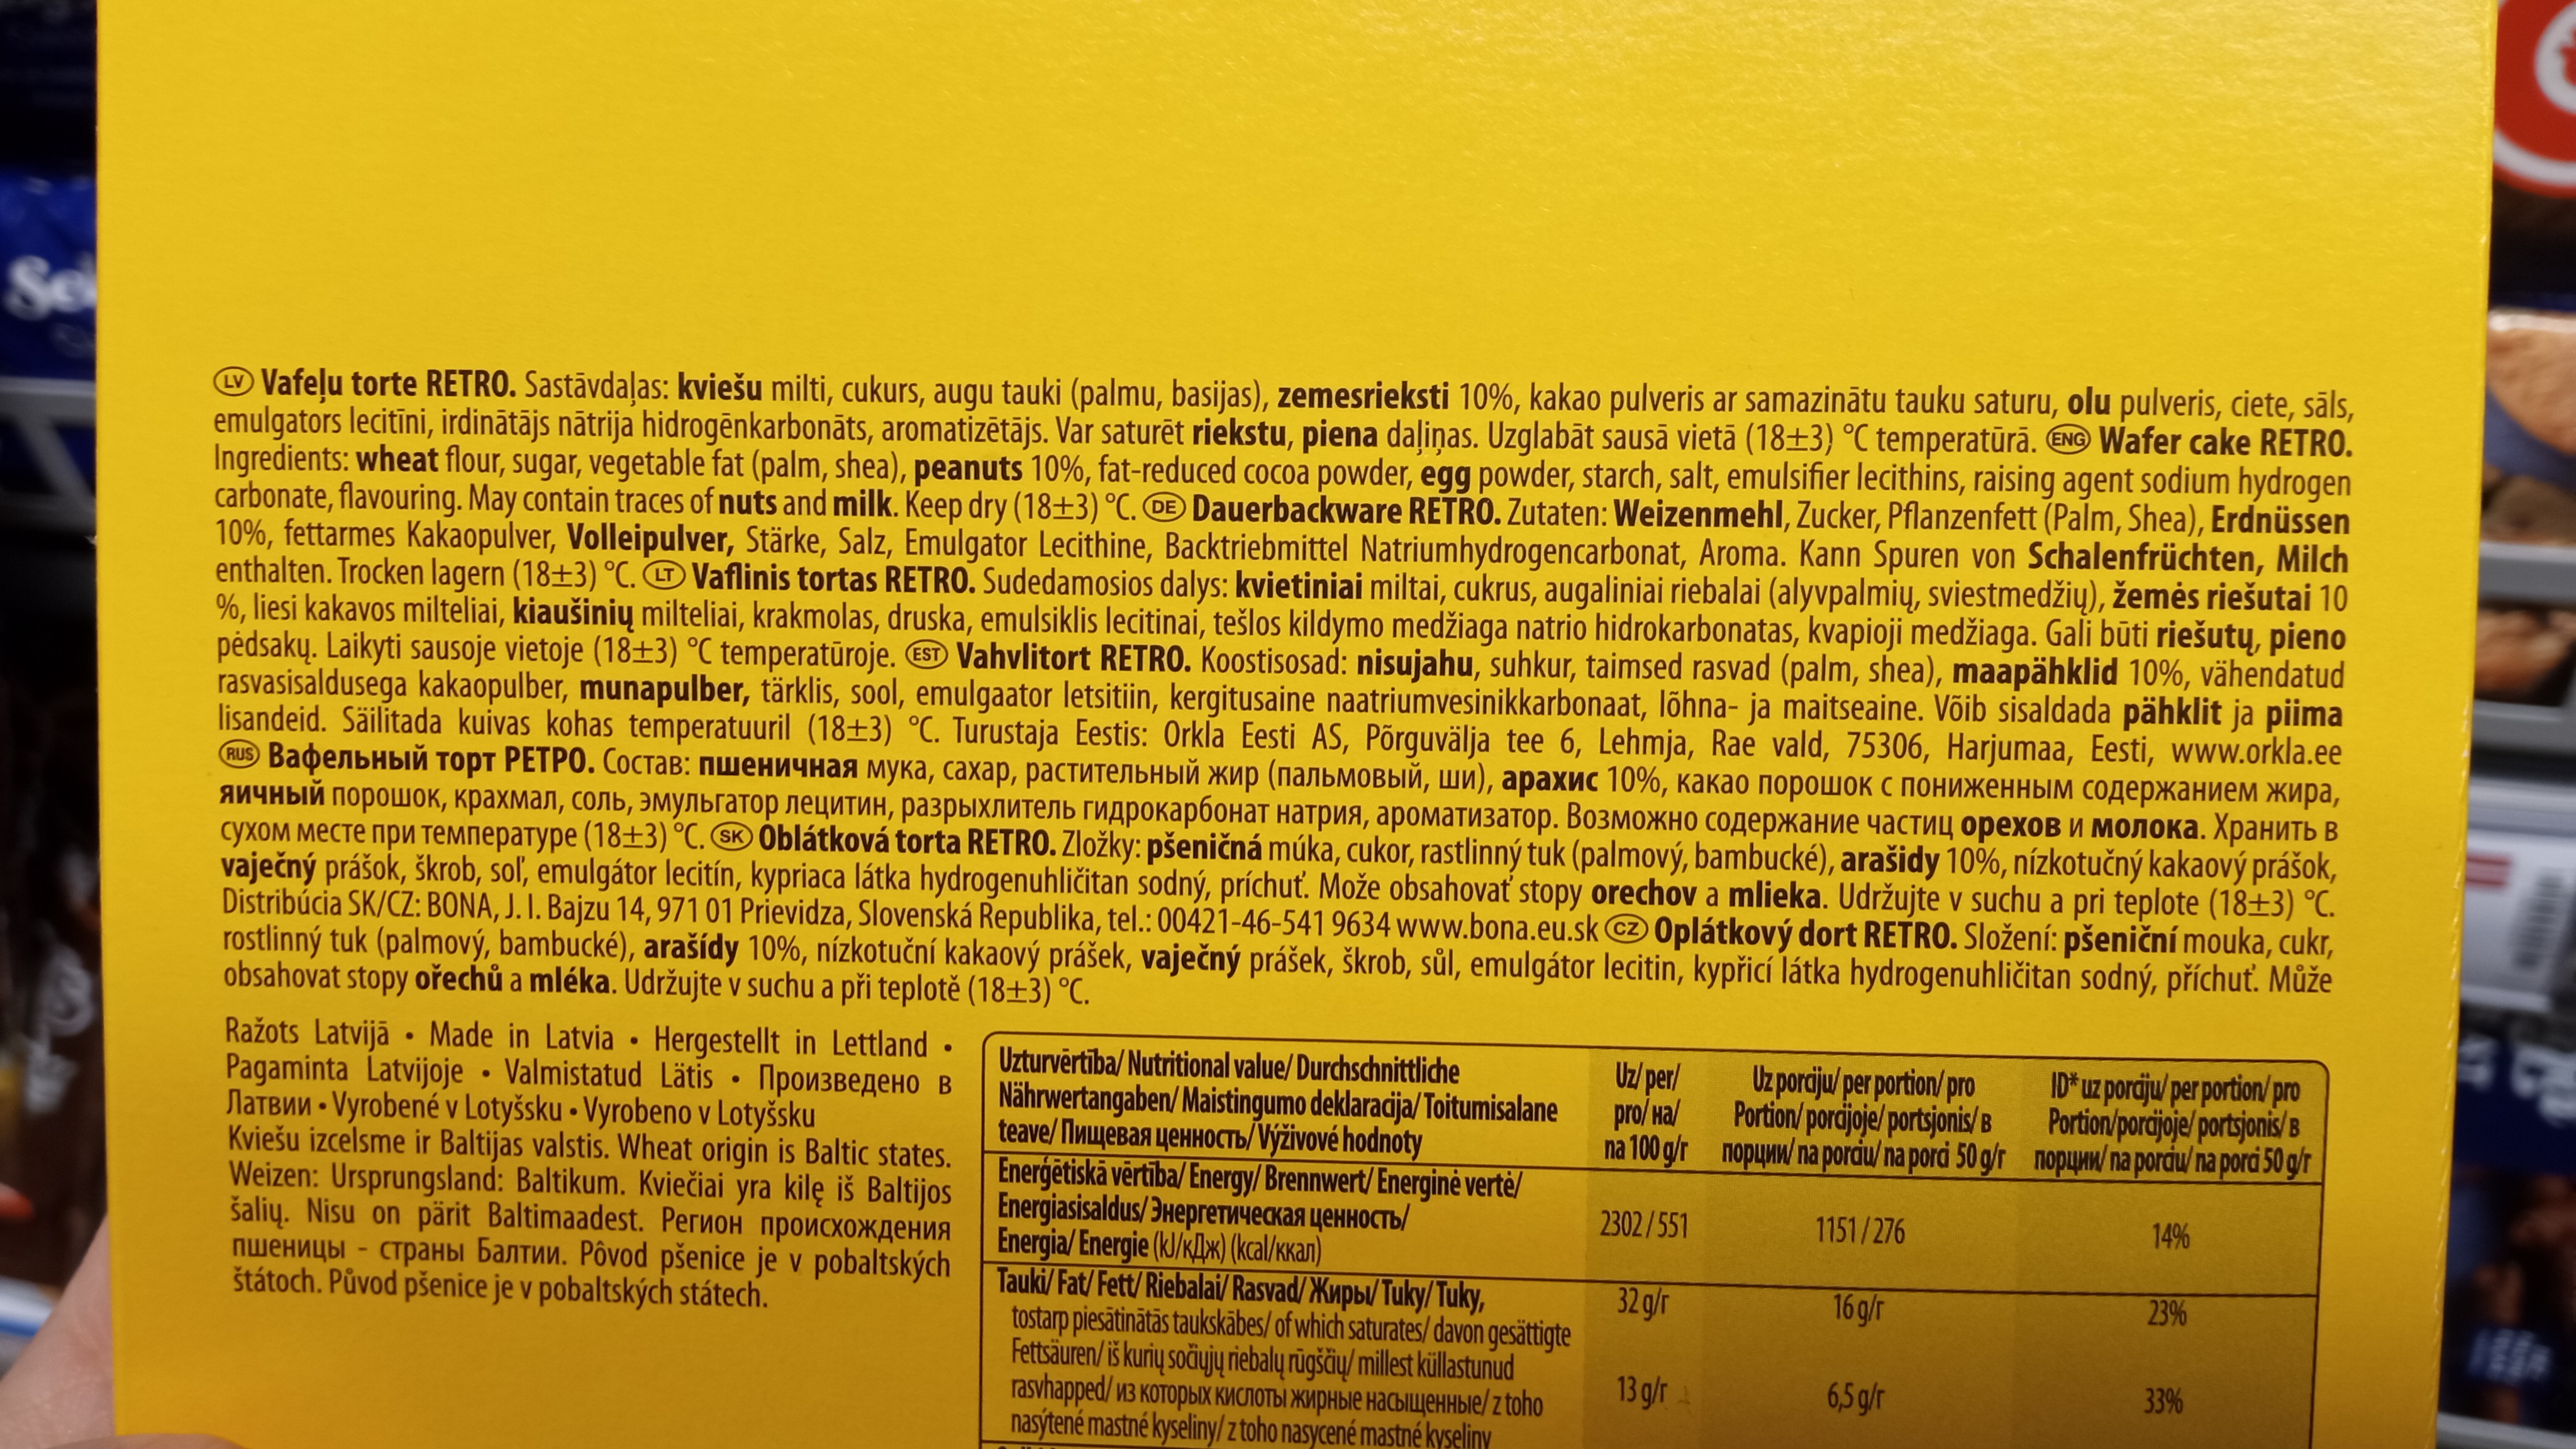 Sel
LV Vafeļu torte RETRO. Sastāvdaļas: kviešu milti, cukurs, augu tauki (palmu, basijas), zemesrieksti 10%, kakao pulveris ar samazinātu tauku saturu, olu pulveris, ciete, sāls,
emulgators lecitīni, irdinātājs nātrija hidrogēnkarbonāts, aromatizētājs. Var saturēt riekstu, piena daļiņas. Uzglabāt sausā vietā (18±3) °C temperatūrā. ENG Wafer cake RETRO.
Ingredients: wheat flour, sugar, vegetable fat (palm, shea), peanuts 10%, fat-reduced cocoa powder, egg powder, starch, salt, emulsifier lecithins, raising agent sodium hydrogen
carbonate, flavouring. May contain traces of nuts and milk. Keep dry (18±3) °C. DE Dauerbackware RETRO. Zutaten: Weizenmehl, Zucker, Pflanzenfett (Palm, Shea), Erdnüssen
10%, fettarmes Kakaopulver, Volleipulver, Stärke, Salz, Emulgator Lecithine, Backtriebmittel Natriumhydrogencarbonat, Aroma. Kann Spuren von Schalenfrüchten, Milch
enthalten. Trocken lagern (18±3) °C. LT Vaflinis tortas RETRO. Sudedamosios dalys: kvietiniai miltai, cukrus, augaliniai riebalai (alyvpalmių, sviestmedžių), žemės riešutai 10
%, liesi kakavos milteliai, kiaušinių milteliai, krakmolas, druska, emulsiklis lecitinai, tešlos kildymo medžiaga natrio hidrokarbonatas, kvapioji medžiaga. Gali būti riešutų, pieno
pėdsakų. Laikyti sausoje vietoje (18±3) °C temperatūroje. EST Vahvlitort RETRO. Koostisosad: nisujahu, suhkur, taimsed rasvad (palm, shea), maapähklid 10%, vähendatud
rasvasisaldusega kakaopulber, munapulber, tärklis, sool, emulgaator letsitiin, kergitusaine naatriumvesinikkarbonaat, lõhna- ja maitseaine. Võib sisaldada pähklit ja piima
lisandeid. Säilitada kuivas kohas temperatuuril (18±3) °C. Turustaja Eestis: Orkla Eesti AS, Põrguvälja tee 6, Lehmja, Rae vald, 75306, Harjumaa, Eesti, www.orkla.ee
RUS Вафельный торт РЕТРО. Состав: пшеничная мука, сахар, растительный жир (пальмовый, ши), арахис 10%, какао порошок с пониженным содержанием жира,
яичный порошок, крахмал, соль, эмульгатор лецитин, разрыхлитель гидрокарбонат натрия, ароматизатор. Возможно содержание частиц орехов и молока. Хранить в
сухом месте при температуре (18±3) °C. SK Oblátková torta RETRO. Zložky: pšeničná múka, cukor, rastlinný tuk (palmový, bambucké), arašidy 10%, nízkotučný kakaový prášok,
vaječný prášok, škrob, soľ, emulgátor lecitín, kypriaca látka hydrogenuhličitan sodný, príchuť. Može obsahovať stopy orechov a mlieka. Udržujte v suchu a pri teplote (18±3) °C.
Distribúcia SK/CZ: BONA, J. I. Bajzu 14, 971 01 Prievidza, Slovenská Republika, tel.: 00421-46-541 9634 www.bona.eu.sk CZ Oplátkový dort RETRO. Složení: pšeniční mouka, cukr,
rostlinný tuk (palmový, bambucké), arašídy 10%, nízkotuční kakaový prášek, vaječný prášek, škrob, sůl, emulgátor lecitin, kypřicí látka hydrogenuhličitan sodný, příchuť. Může
obsahovat stopy ořechů a mléka. Udržujte v suchu a při teplotě (18±3) °C.
Ražots Latvijā • Made in Latvia • Hergestellt in Lettland •
Pagaminta Latvijoje • Valmistatud Lätis • Произведено в
Латвии • Vyrobené v Lotyšsku • Vyrobeno v Lotyšsku
Kviešu izcelsme ir Baltijas valstis. Wheat origin is Baltic states.
Weizen: Ursprungsland: Baltikum. Kviečiai yra kilę iš Baltijos
šalių. Nisu on pärit Baltimaadest. Регион происхождения
пшеницы - страны Балтии. Pôvod pšenice je v pobaltských
štátoch. Původ pšenice je v pobaltských státech.
Uzturvērtība/ Nutritional value/ Durchschnittliche
Nährwertangaben/ Maistingumo deklaracija/ Toitumisalane
teave/ Пищевая ценность/ Výživové hodnoty
Uz/ per/
pro/ на/
na 100 g/г
Uz porciju/ per portion/ pro
Portion/ porcijoje/ portsjonis/ в
порции/ na porciu/ na porci 50 g/г
ID* uz porciju/ per portion/ pro
Portion/porcijoje/ portsjonis/ в
порции/ na porciu/ na porci 50 g/г
Enerģētiskā vērtība/ Energy/ Brennwert/ Energinė vertė/
Energiasisaldus/ Энергетическая ценность/
Energia/ Energie (kJ/кДж) (kcal/ккал)
2302 / 551
1151 / 276
14%
Tauki/ Fat/ Fett/ Riebalai/ Rasvad/ Жиры/ Tuky/ Tuky,
32 g/г
16 g/г
23%
tostarp piesātinātās taukskābes/ of which saturates/ davon gesättigte
Fettsäuren/ iš kurių sočiųjų riebalų rūgščių/ millest küllastunud
rasvhapped/ из которых кислоты жирные насыщенные/ z toho
nasýtené mastné kyseliny/ z toho nasycené mastné kyseliny
13 g/г
6,5 g/г
33%